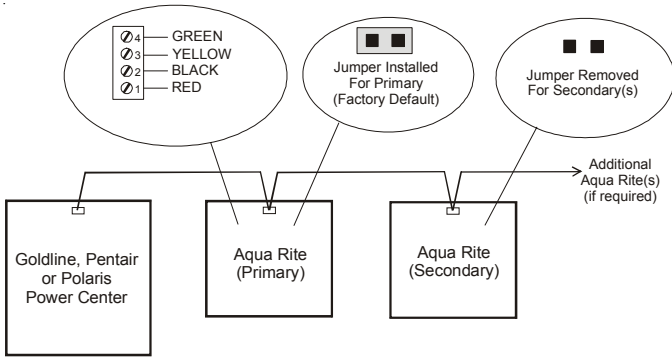 4 GREEN
3 YELLOW
2 BLACK
1 RED
Jumper Installed
For Primary
(Factory Default)
Jumper Removed
For Secondary(s)
Additional
Aqua Rite(s)
(if required)
Goldline, Pentair
or Polaris
Power Center
Aqua Rite
(Primary)
Aqua Rite
(Secondary)